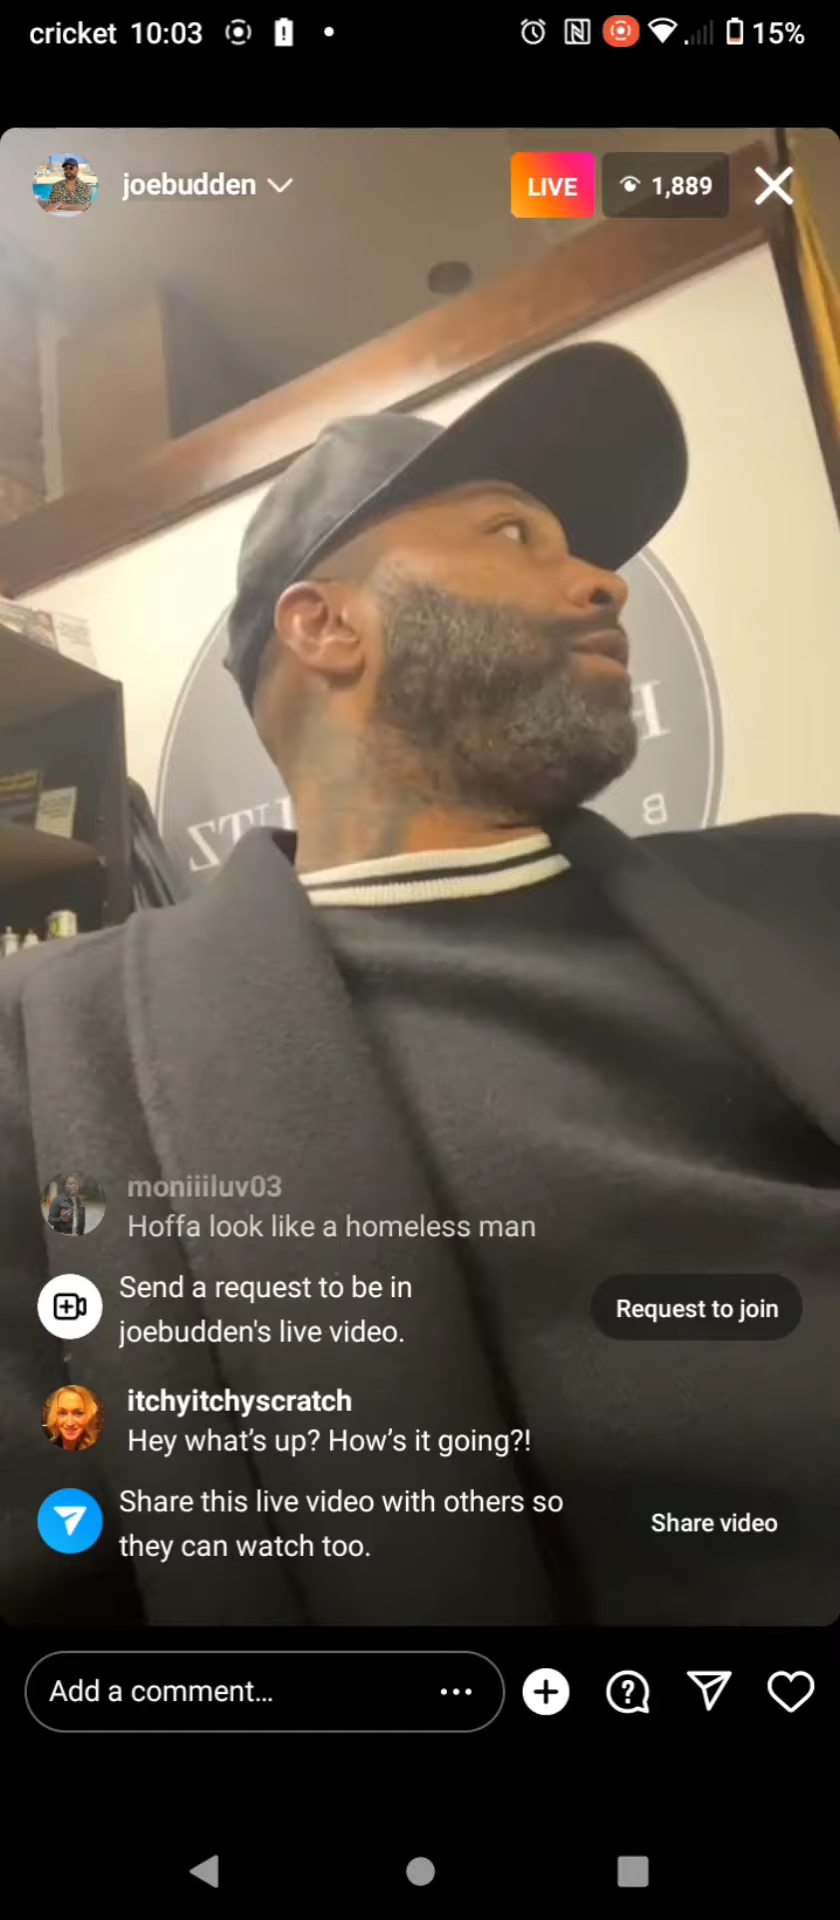 cricket 10:03
15%
joebudden
LIVE
1,889
moniiiluv03
Hoffa look like a homeless man
Send a request to be in
joebudden's live video.
Request to join
itchyitchyscratch
Hey what's up? How's it going?!
Share this live video with others so
they can watch too.
Share video
Add a comment...